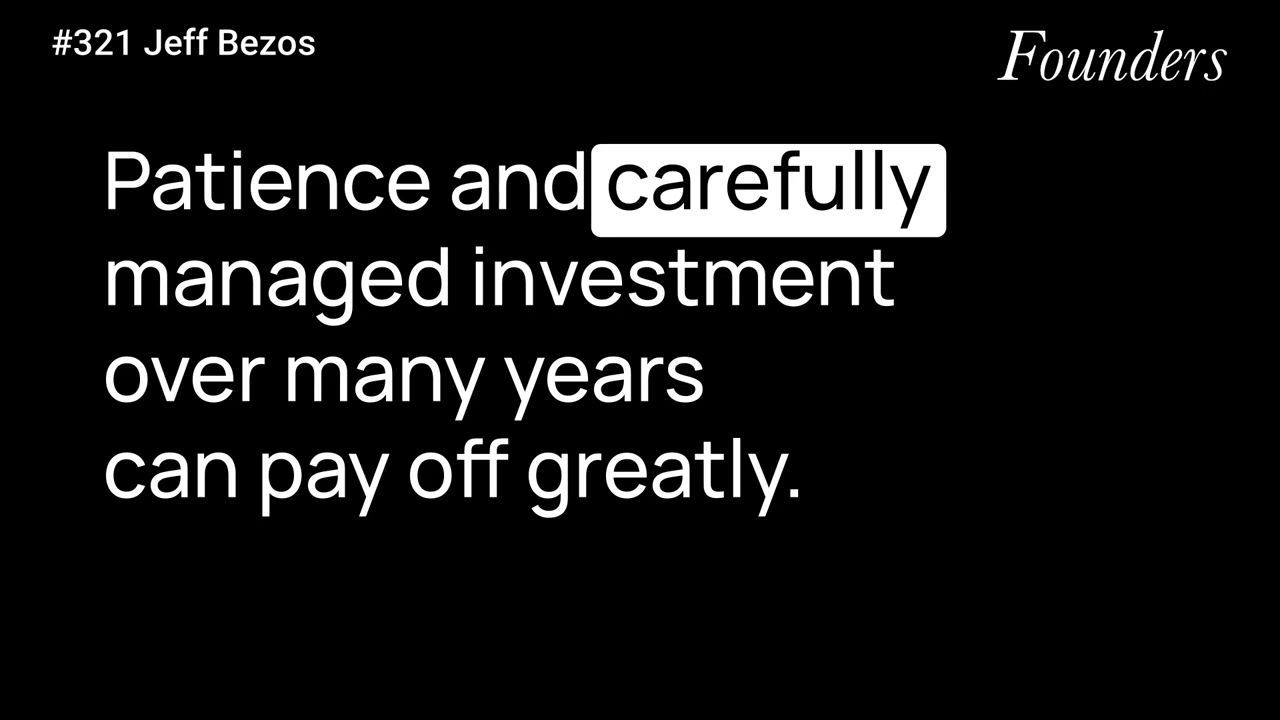 #321 Jeff Bezos
Founders
Patience and carefully
managed investment
over many years
can pay off greatly.